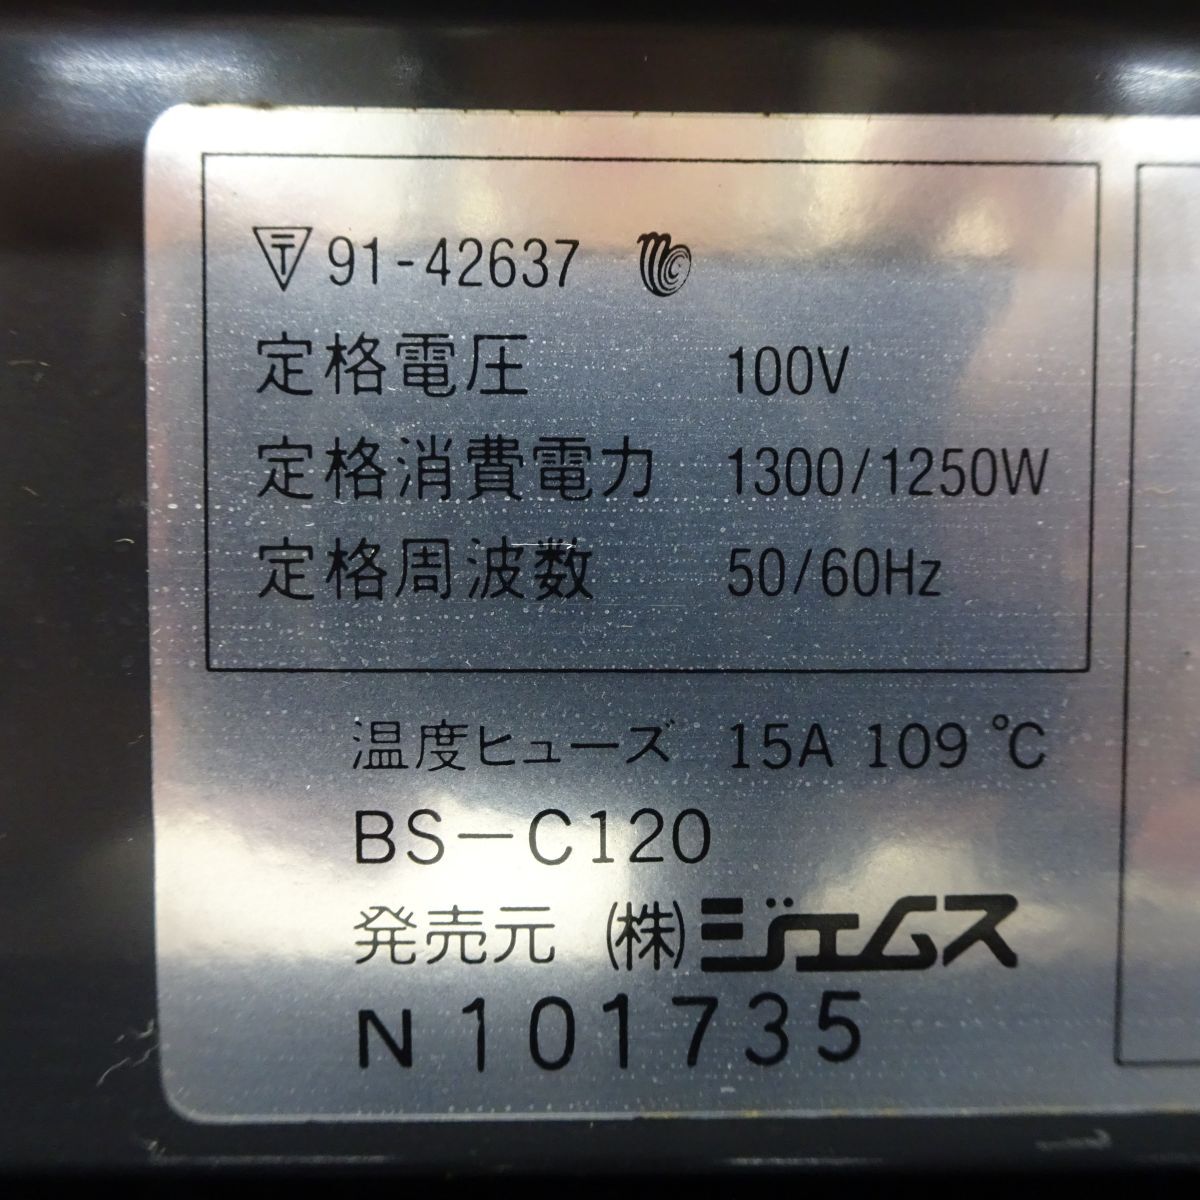 〒 91-42637
定格電圧 100V
定格消費電力 1300/1250W
定格周波数 50/60Hz
温度ヒューズ 15A 109℃
BS-C120
発売元 (株)ジェムス
N101735